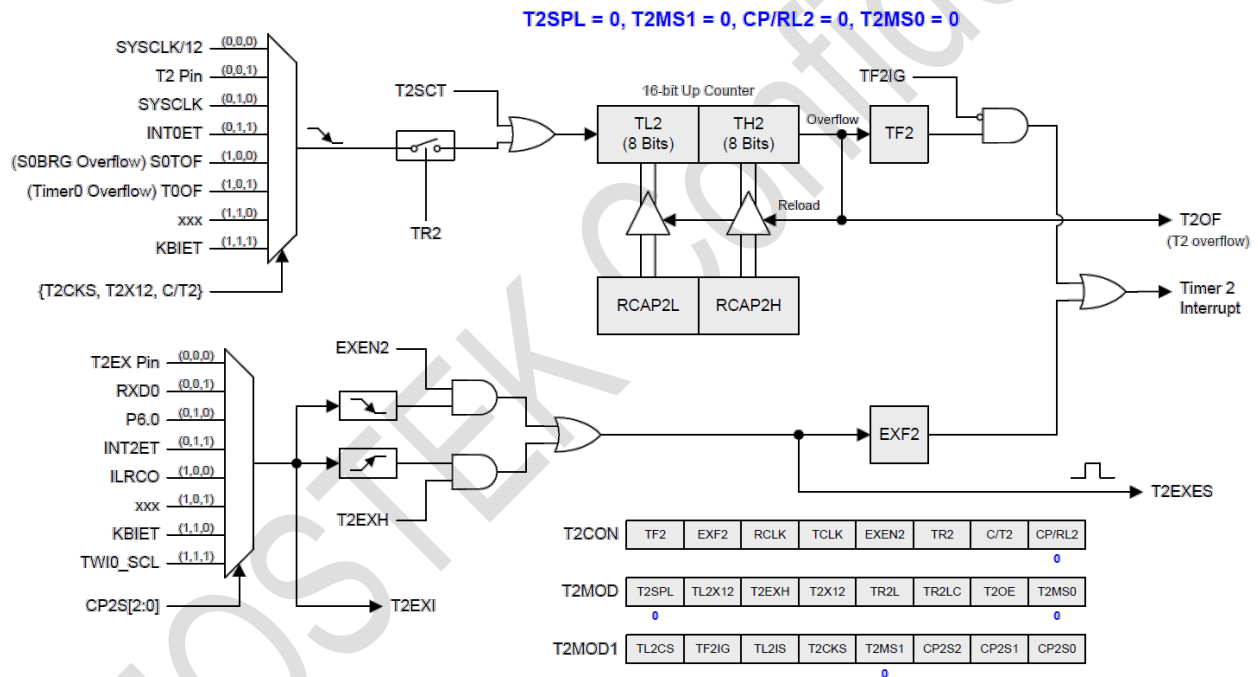 T2SPL = 0, T2MS1 = 0, CP/RL2 = 0, T2MS0 = 0
SYSCLK/12 (0,0,0)
T2 Pin (0,0,1)
SYSCLK (0,1,0)
INT0ET (0,1,1)
(S0BRG Overflow) S0TOF (1,0,0)
(Timer0 Overflow) T0OF (1,0,1)
xxx (1,1,0)
KBIET (1,1,1)
{T2CKS, T2X12, C/T2}
TR2
T2SCT
16-bit Up Counter
TL2
(8 Bits)
TH2
(8 Bits)
Overflow
TF2
TF2IG
Reload
RCAP2L
RCAP2H
T2OF
(T2 overflow)
Timer 2
Interrupt
T2EX Pin (0,0,0)
RXD0 (0,0,1)
P6.0 (0,1,0)
INT2ET (0,1,1)
ILRCO (1,0,0)
xxx (1,0,1)
KBIET (1,1,0)
TWI0_SCL (1,1,1)
CP2S[2:0]
EXEN2
T2EXH
T2EXI
EXF2
T2EXES
T2CON TF2 EXF2 RCLK TCLK EXEN2 TR2 C/T2 CP/RL2
0
T2MOD T2SPL TL2X12 T2EXH T2X12 TR2L TR2LC T2OE T2MS0
0 0
T2MOD1 TL2CS TF2IG TL2IS T2CKS T2MS1 CP2S2 CP2S1 CP2S0
0